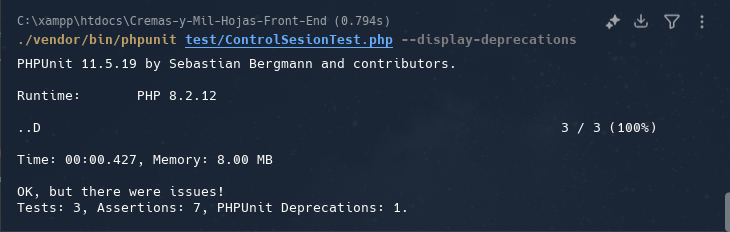 C:\xampp\htdocs\Cremas-y-Mil-Hojas-Front-End (0.794s)
./vendor/bin/phpunit test/ControlSesionTest.php --display-deprecations
PHPUnit 11.5.19 by Sebastian Bergmann and contributors.
Runtime:       PHP 8.2.12
..D                                                                 3 / 3 (100%)
Time: 00:00.427, Memory: 8.00 MB
OK, but there were issues!
Tests: 3, Assertions: 7, PHPUnit Deprecations: 1.